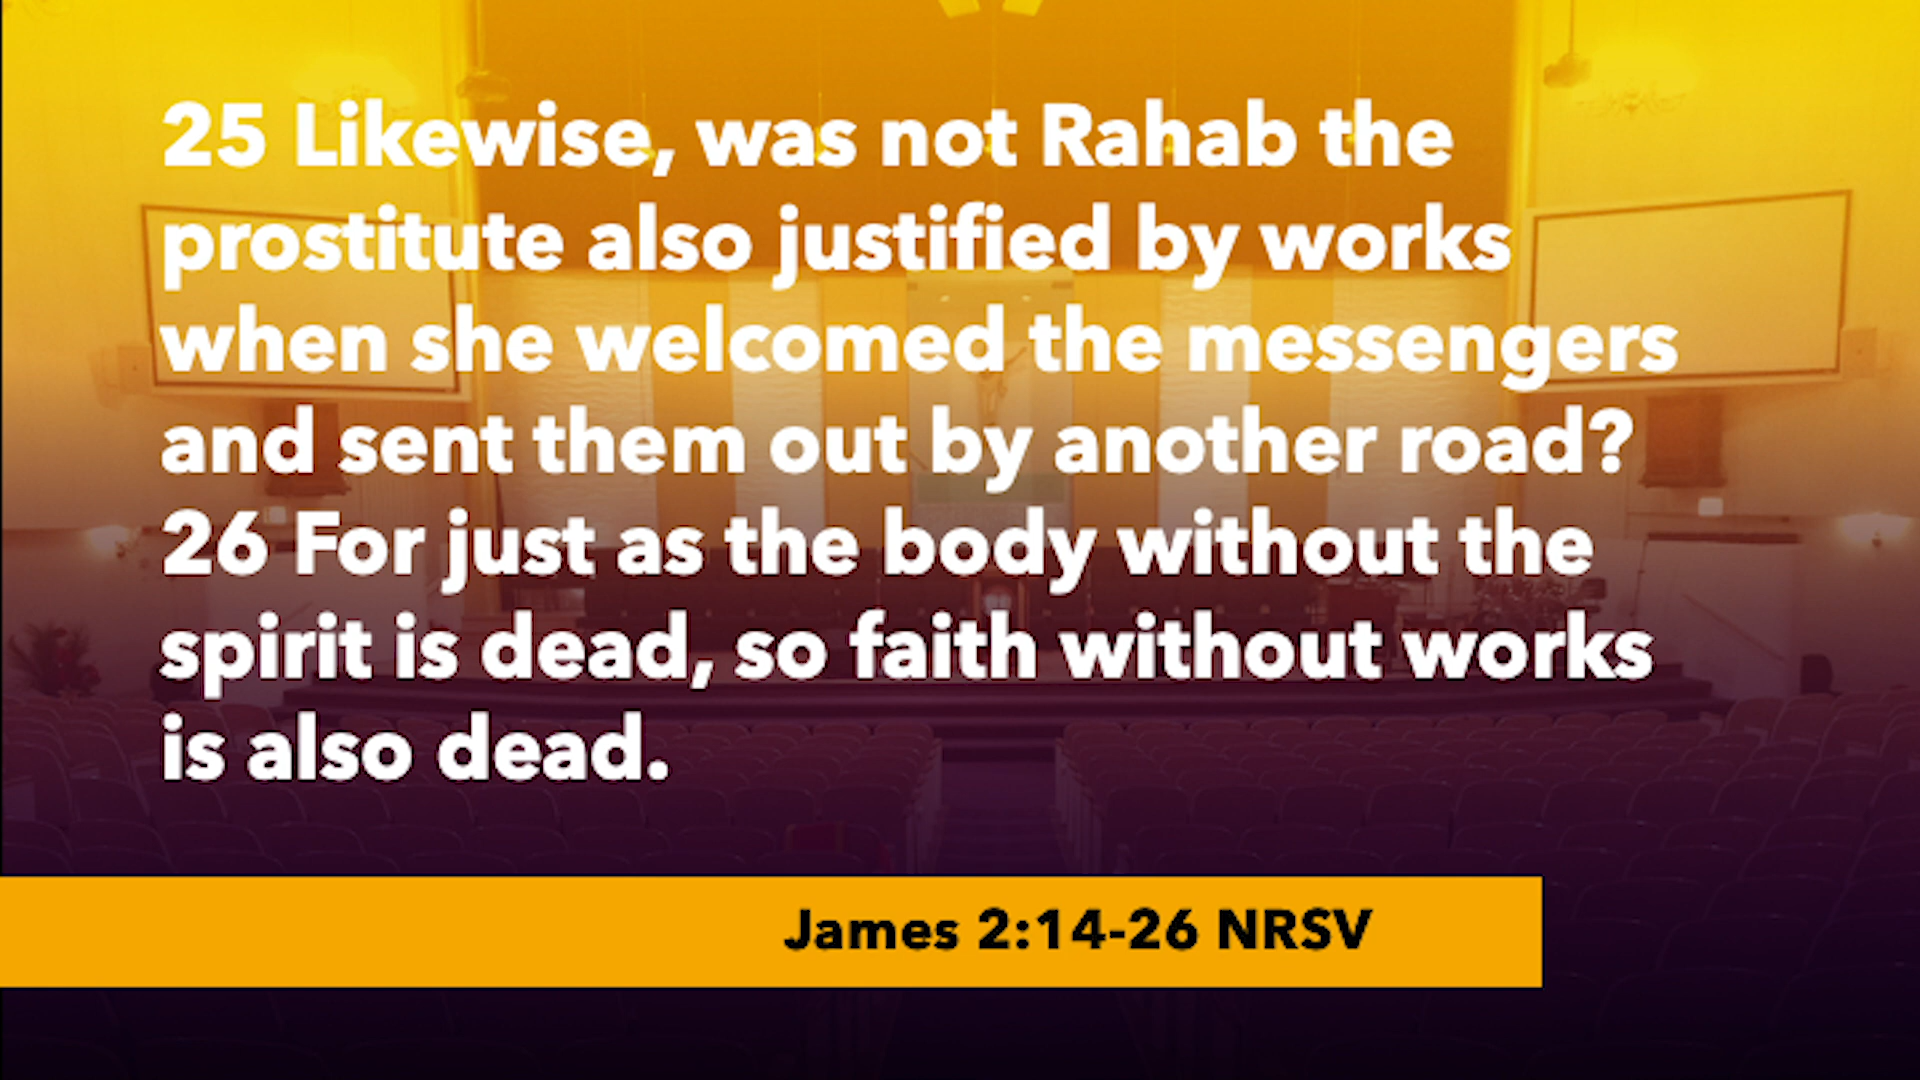 25 Likewise, was not Rahab the
prostitute also justified by works
when she welcomed the messengers
and sent them out by another road?
26 For just as the body without the
spirit is dead, so faith without works
is also dead.
James 2:14-26 NRSV